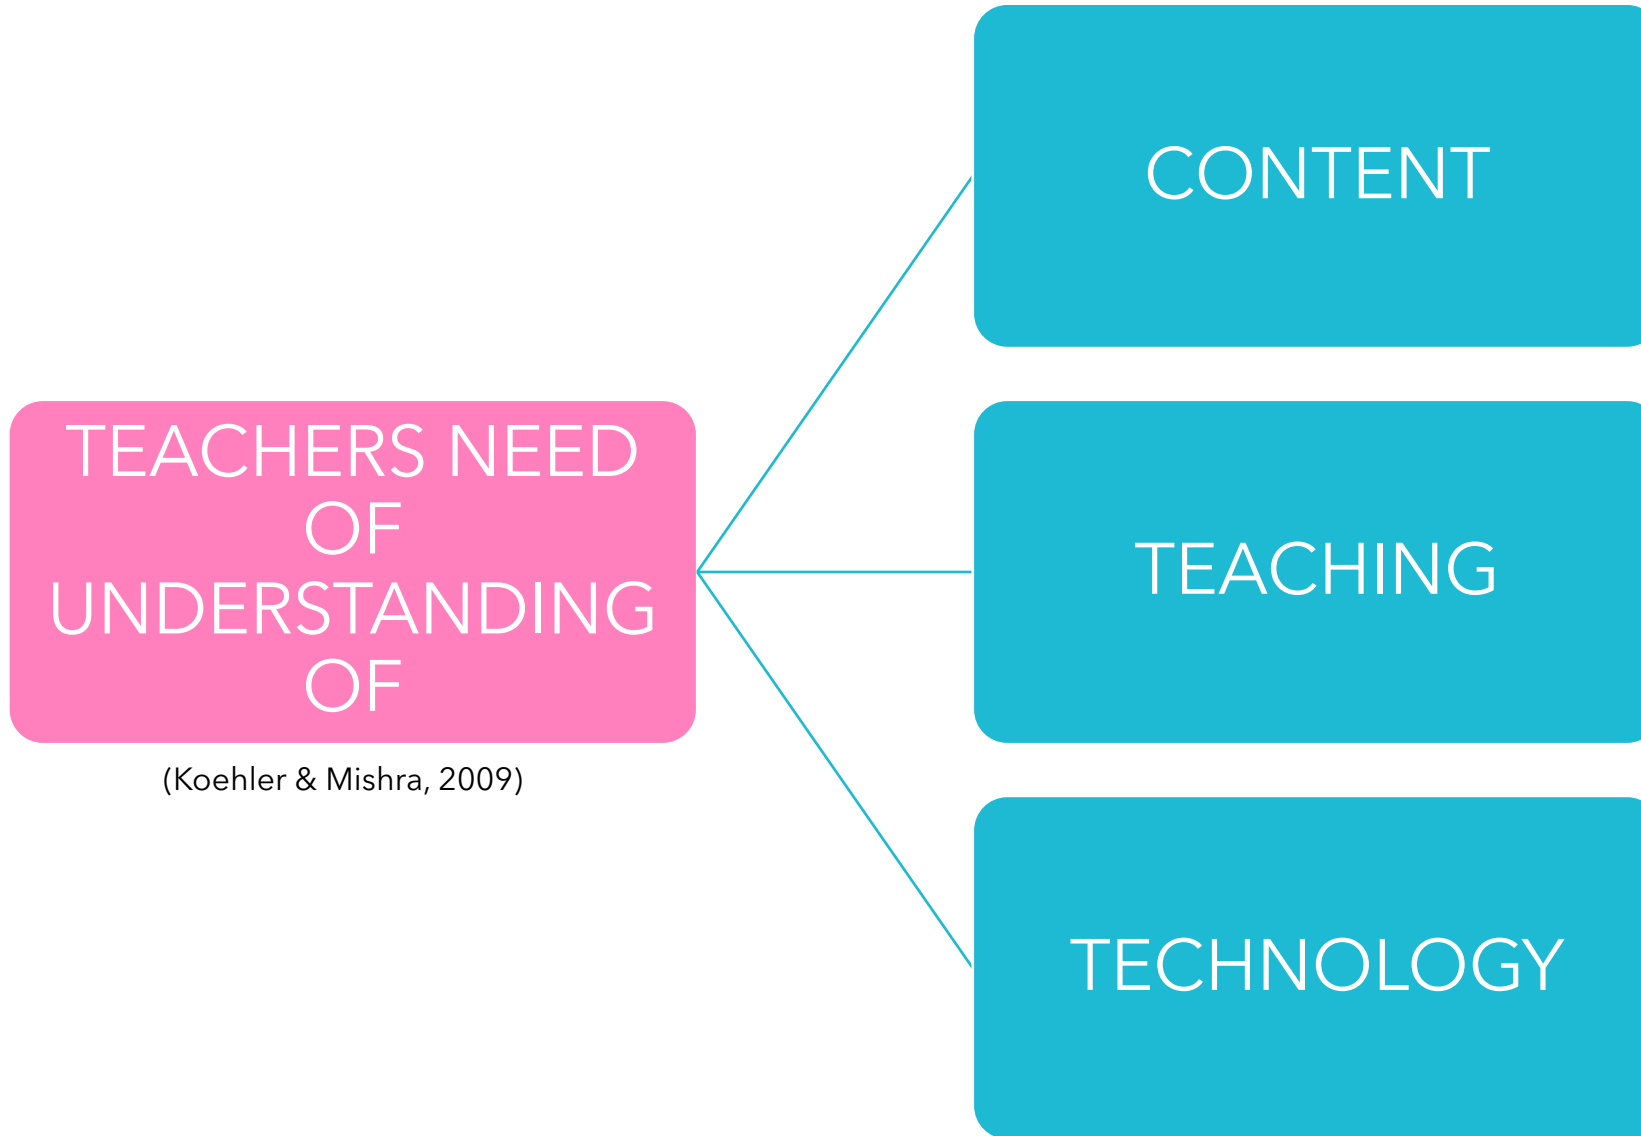 TEACHERS NEED
OF
UNDERSTANDING
OF
(Koehler & Mishra, 2009)
CONTENT
TEACHING
TECHNOLOGY